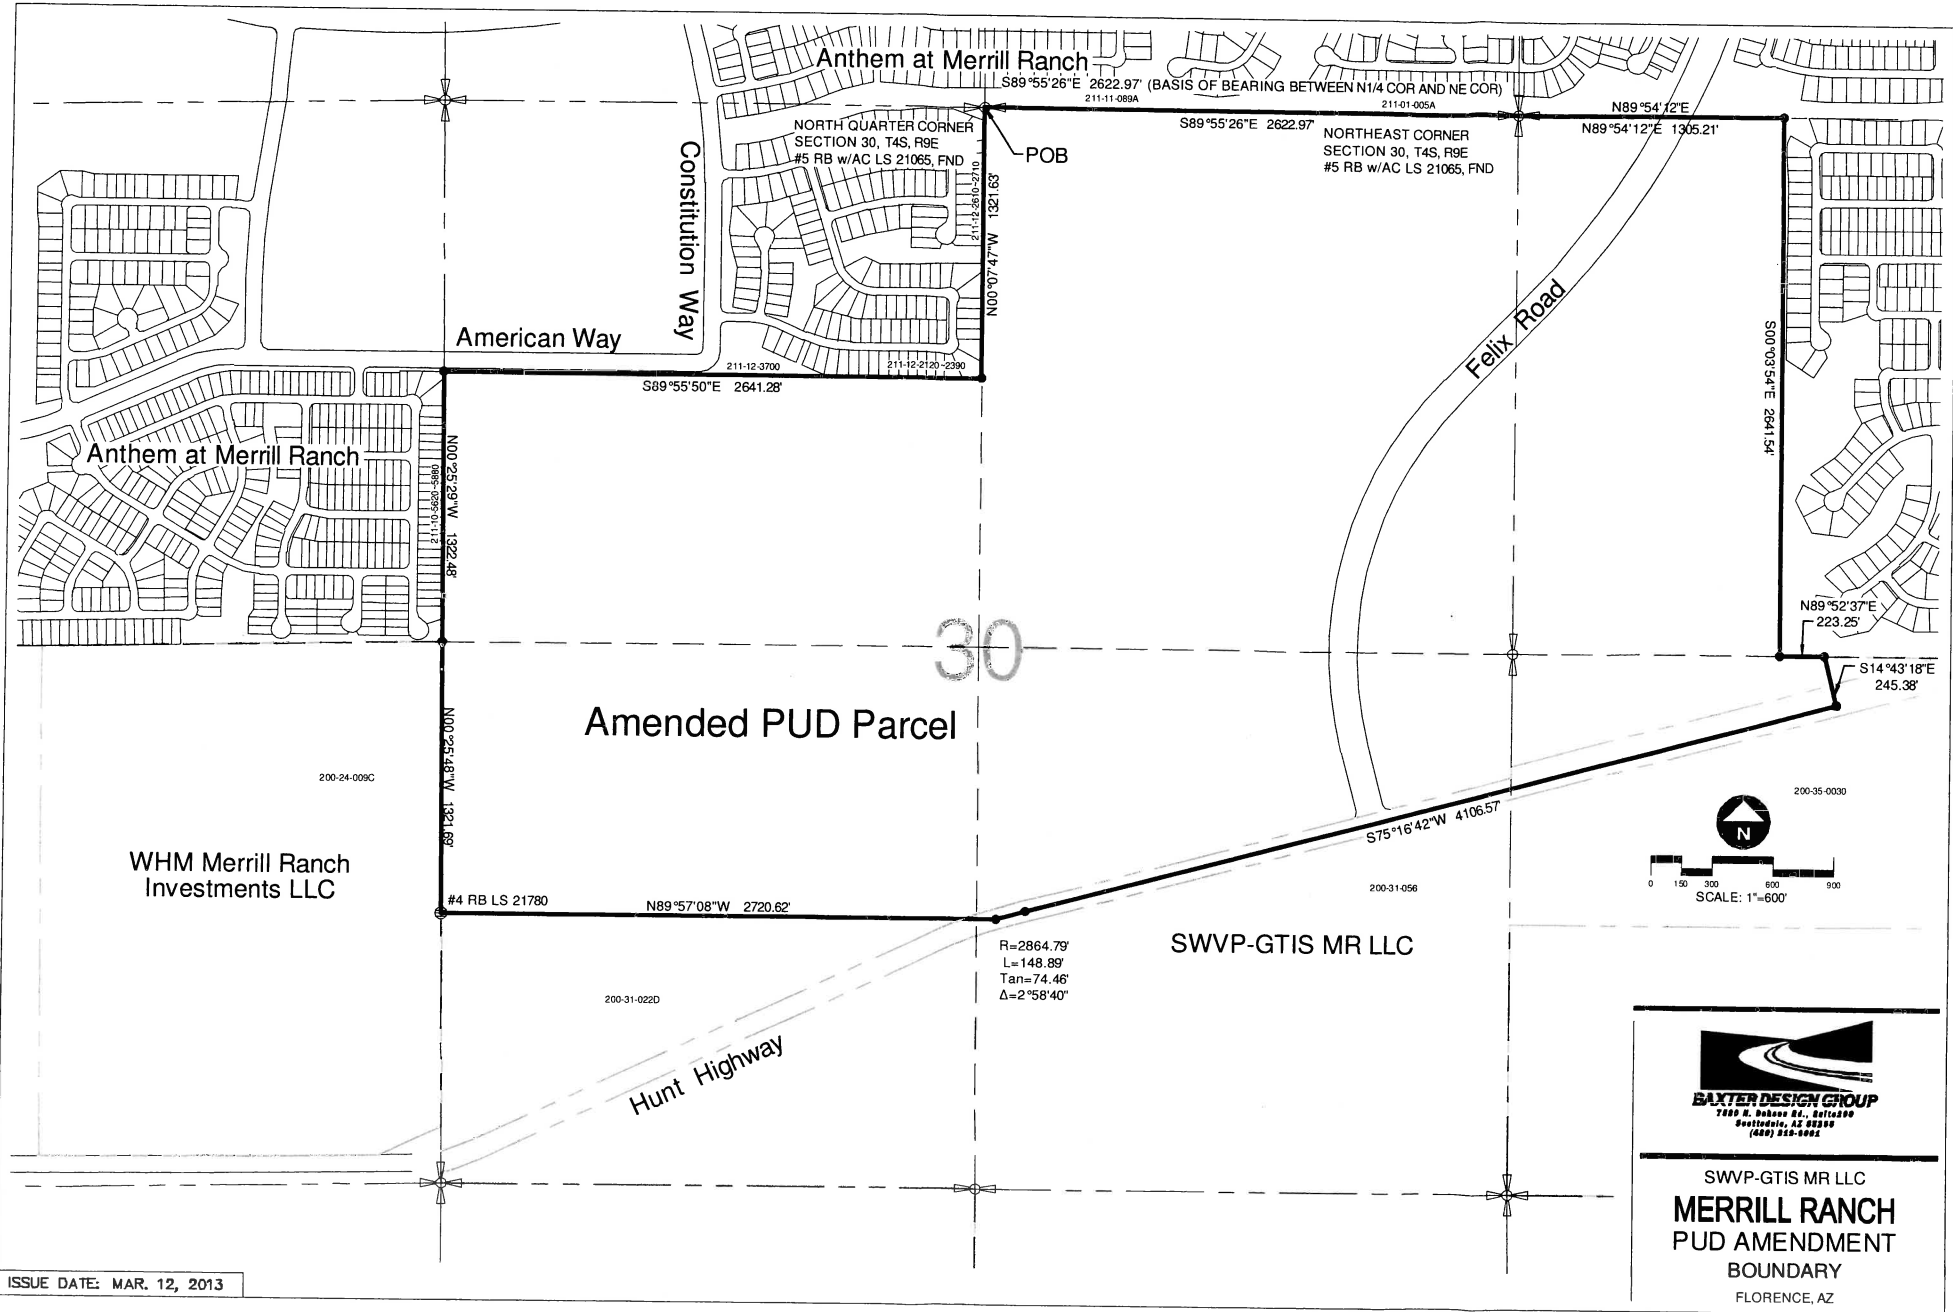 Anthem at Merrill Ranch
S89°55'26"E 2622.97' (BASIS OF BEARING BETWEEN N1/4 COR AND NE COR)
211-11-089A
211-01-005A
N89°54'12"E
S89°55'26"E 2622.97'
N89°54'12"E 1305.21'
NORTH QUARTER CORNER
SECTION 30, T4S, R9E
#5 RB w/AC LS 21065, FND
NORTHEAST CORNER
SECTION 30, T4S, R9E
#5 RB w/AC LS 21065, FND
POB
Constitution Way
211-12-2610~2710
N00°07'47"W 1321.63'
American Way
Felix Road
S00°03'54"E 2641.54'
211-12-3700
211-12-2120~2390
S89°55'50"E 2641.28'
Anthem at Merrill Ranch
211-10-5620~5880
N00°25'29"W 1322.48'
N89°52'37"E
223.25'
S14°43'18"E
245.38'
30
Amended PUD Parcel
N00°25'48"W 1321.69'
200-24-009C
200-35-0030
N
0 150 300 600 900
SCALE: 1"=600'
S75°16'42"W 4106.57'
WHM Merrill Ranch
Investments LLC
#4 RB LS 21780
N89°57'08"W 2720.62'
200-31-056
SWVP-GTIS MR LLC
R=2864.79'
L=148.89'
Tan=74.46'
Δ=2°58'40"
200-31-022D
Hunt Highway
BAXTER DESIGN GROUP
Scottsdale, AZ
SWVP-GTIS MR LLC
MERRILL RANCH
PUD AMENDMENT
BOUNDARY
FLORENCE, AZ
ISSUE DATE: MAR. 12, 2013